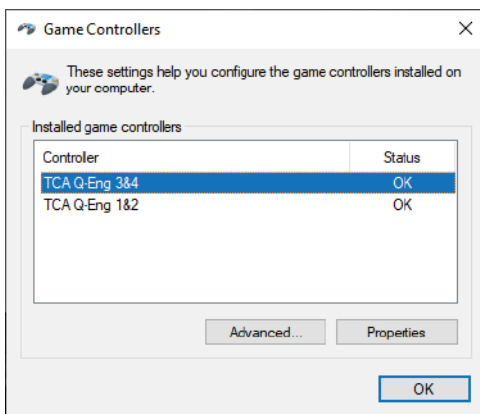 Game Controllers
These settings help you configure the game controllers installed on
your computer.
Installed game controllers
Controller Status
TCA Q-Eng 3&4 OK
TCA Q-Eng 1&2 OK
Advanced... Properties
OK